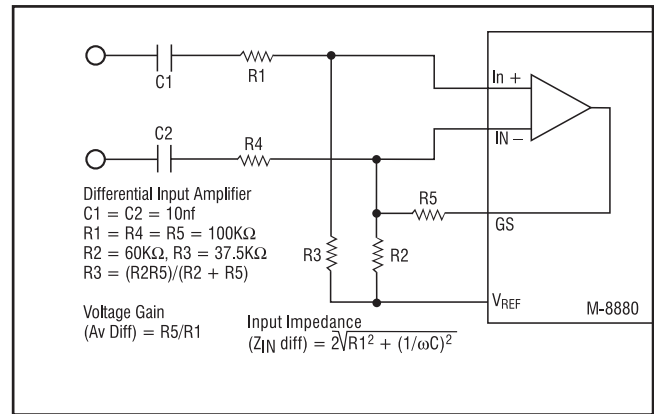 C1
R1
In +
C2
R4
IN −
R5
GS
R3
R2
VREF
M-8880
Differential Input Amplifier
C1 = C2 = 10nf
R1 = R4 = R5 = 100KΩ
R2 = 60KΩ, R3 = 37.5KΩ
R3 = (R2R5)/(R2 + R5)
Voltage Gain
(Av Diff) = R5/R1
Input Impedance
(ZIN diff) = 2√R1² + (1/ωC)²